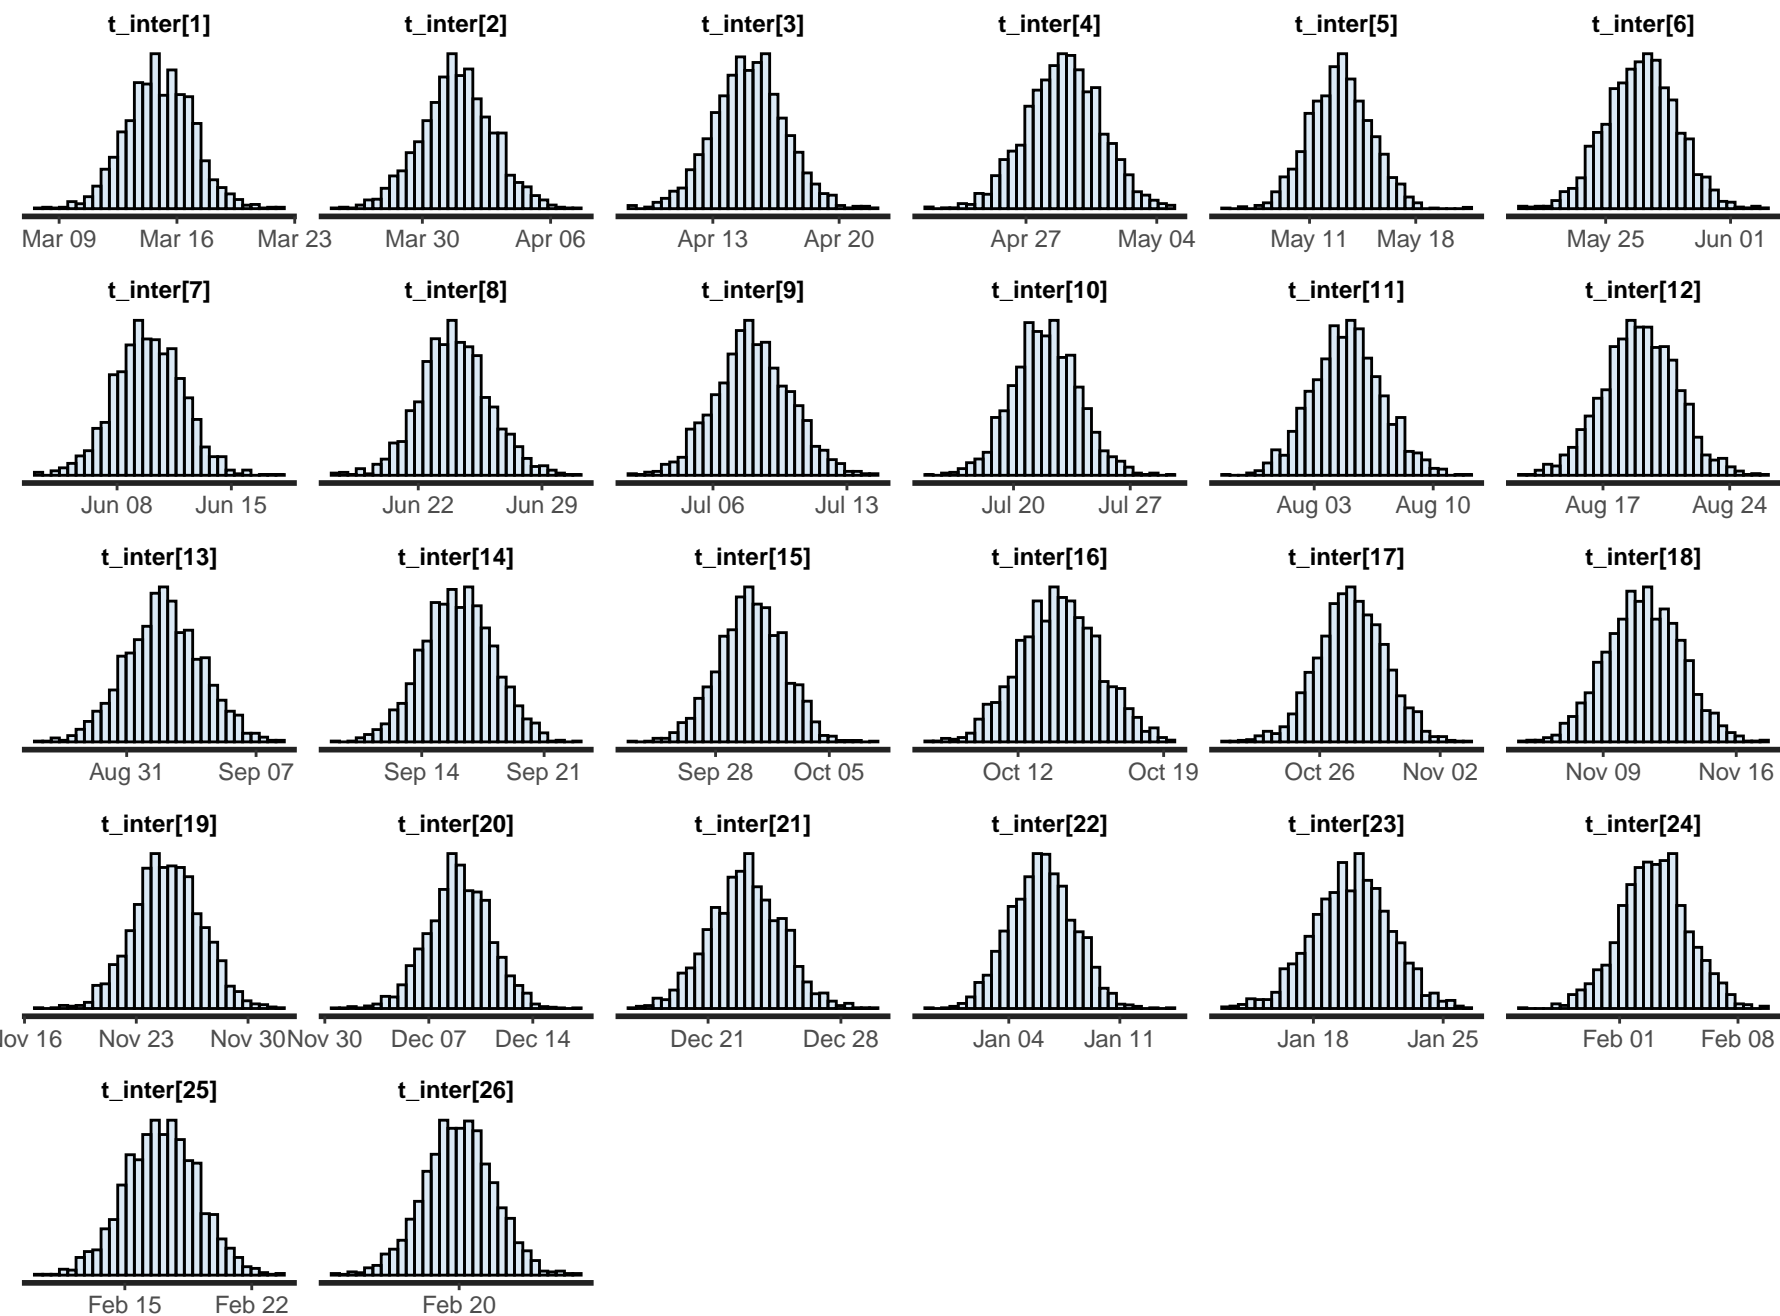 t_inter[1] t_inter[2] t_inter[3] t_inter[4] t_inter[5] t_inter[6]
Mar 09 Mar 16 Mar 23 Mar 30 Apr 06 Apr 13 Apr 20 Apr 27 May 04 May 11 May 18 May 25 Jun 01
t_inter[7] t_inter[8] t_inter[9] t_inter[10] t_inter[11] t_inter[12]
Jun 08 Jun 15 Jun 22 Jun 29 Jul 06 Jul 13 Jul 20 Jul 27 Aug 03 Aug 10 Aug 17 Aug 24
t_inter[13] t_inter[14] t_inter[15] t_inter[16] t_inter[17] t_inter[18]
Aug 31 Sep 07 Sep 14 Sep 21 Sep 28 Oct 05 Oct 12 Oct 19 Oct 26 Nov 02 Nov 09 Nov 16
t_inter[19] t_inter[20] t_inter[21] t_inter[22] t_inter[23] t_inter[24]
Nov 16 Nov 23 Nov 30 Nov 30 Dec 07 Dec 14 Dec 21 Dec 28 Jan 04 Jan 11 Jan 18 Jan 25 Feb 01 Feb 08
t_inter[25] t_inter[26]
Feb 15 Feb 22 Feb 20